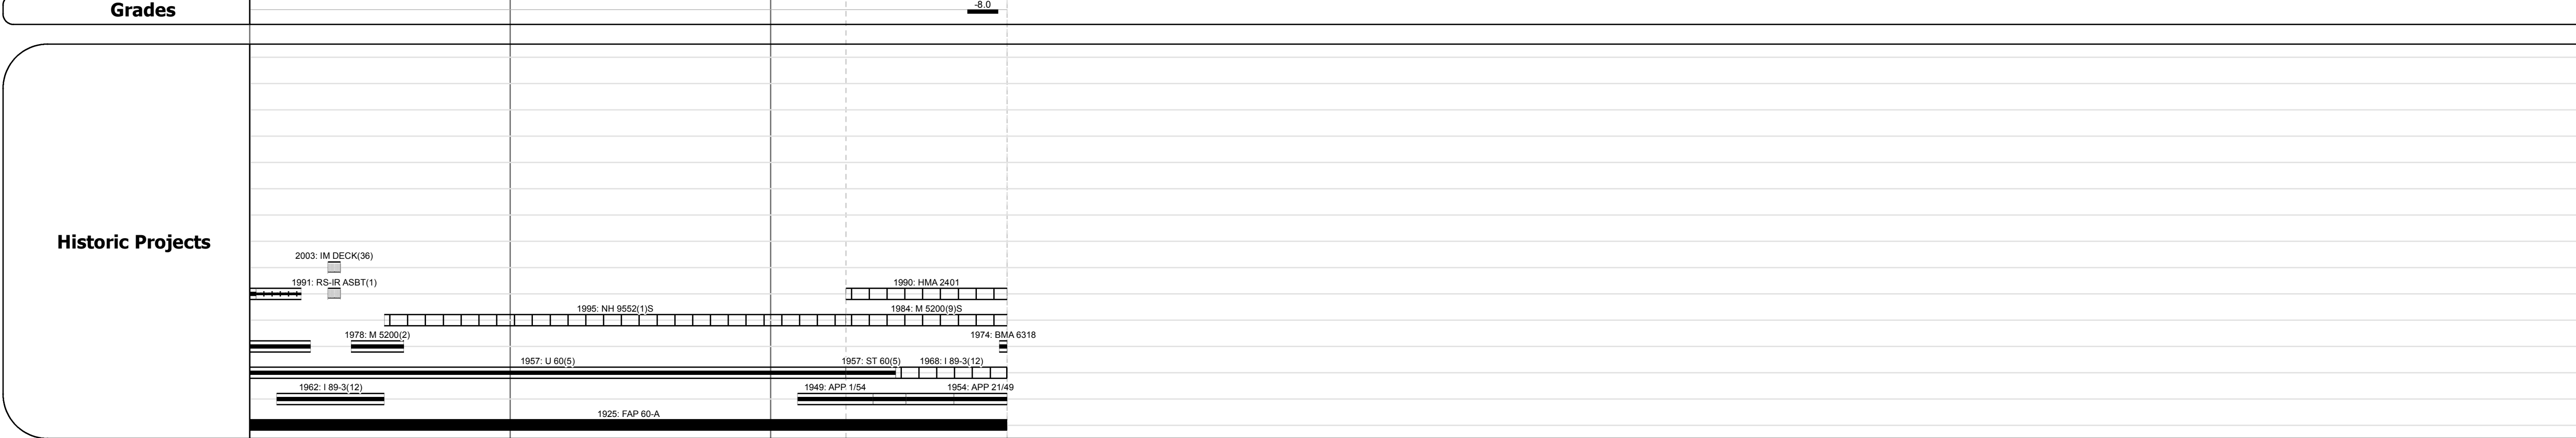 Grades
-8.0
Historic Projects
2003: IM DECK(36)
1991: RS-IR ASBT(1)
1990: HMA 2401
1995: NH 9552(1)S
1984: M 5200(9)S
1978: M 5200(2)
1974: BMA 6318
1957: U 60(5)
1957: ST 60(5)
1968: I 89-3(12)
1962: I 89-3(12)
1949: APP 1/54
1954: APP 21/49
1925: FAP 60-A